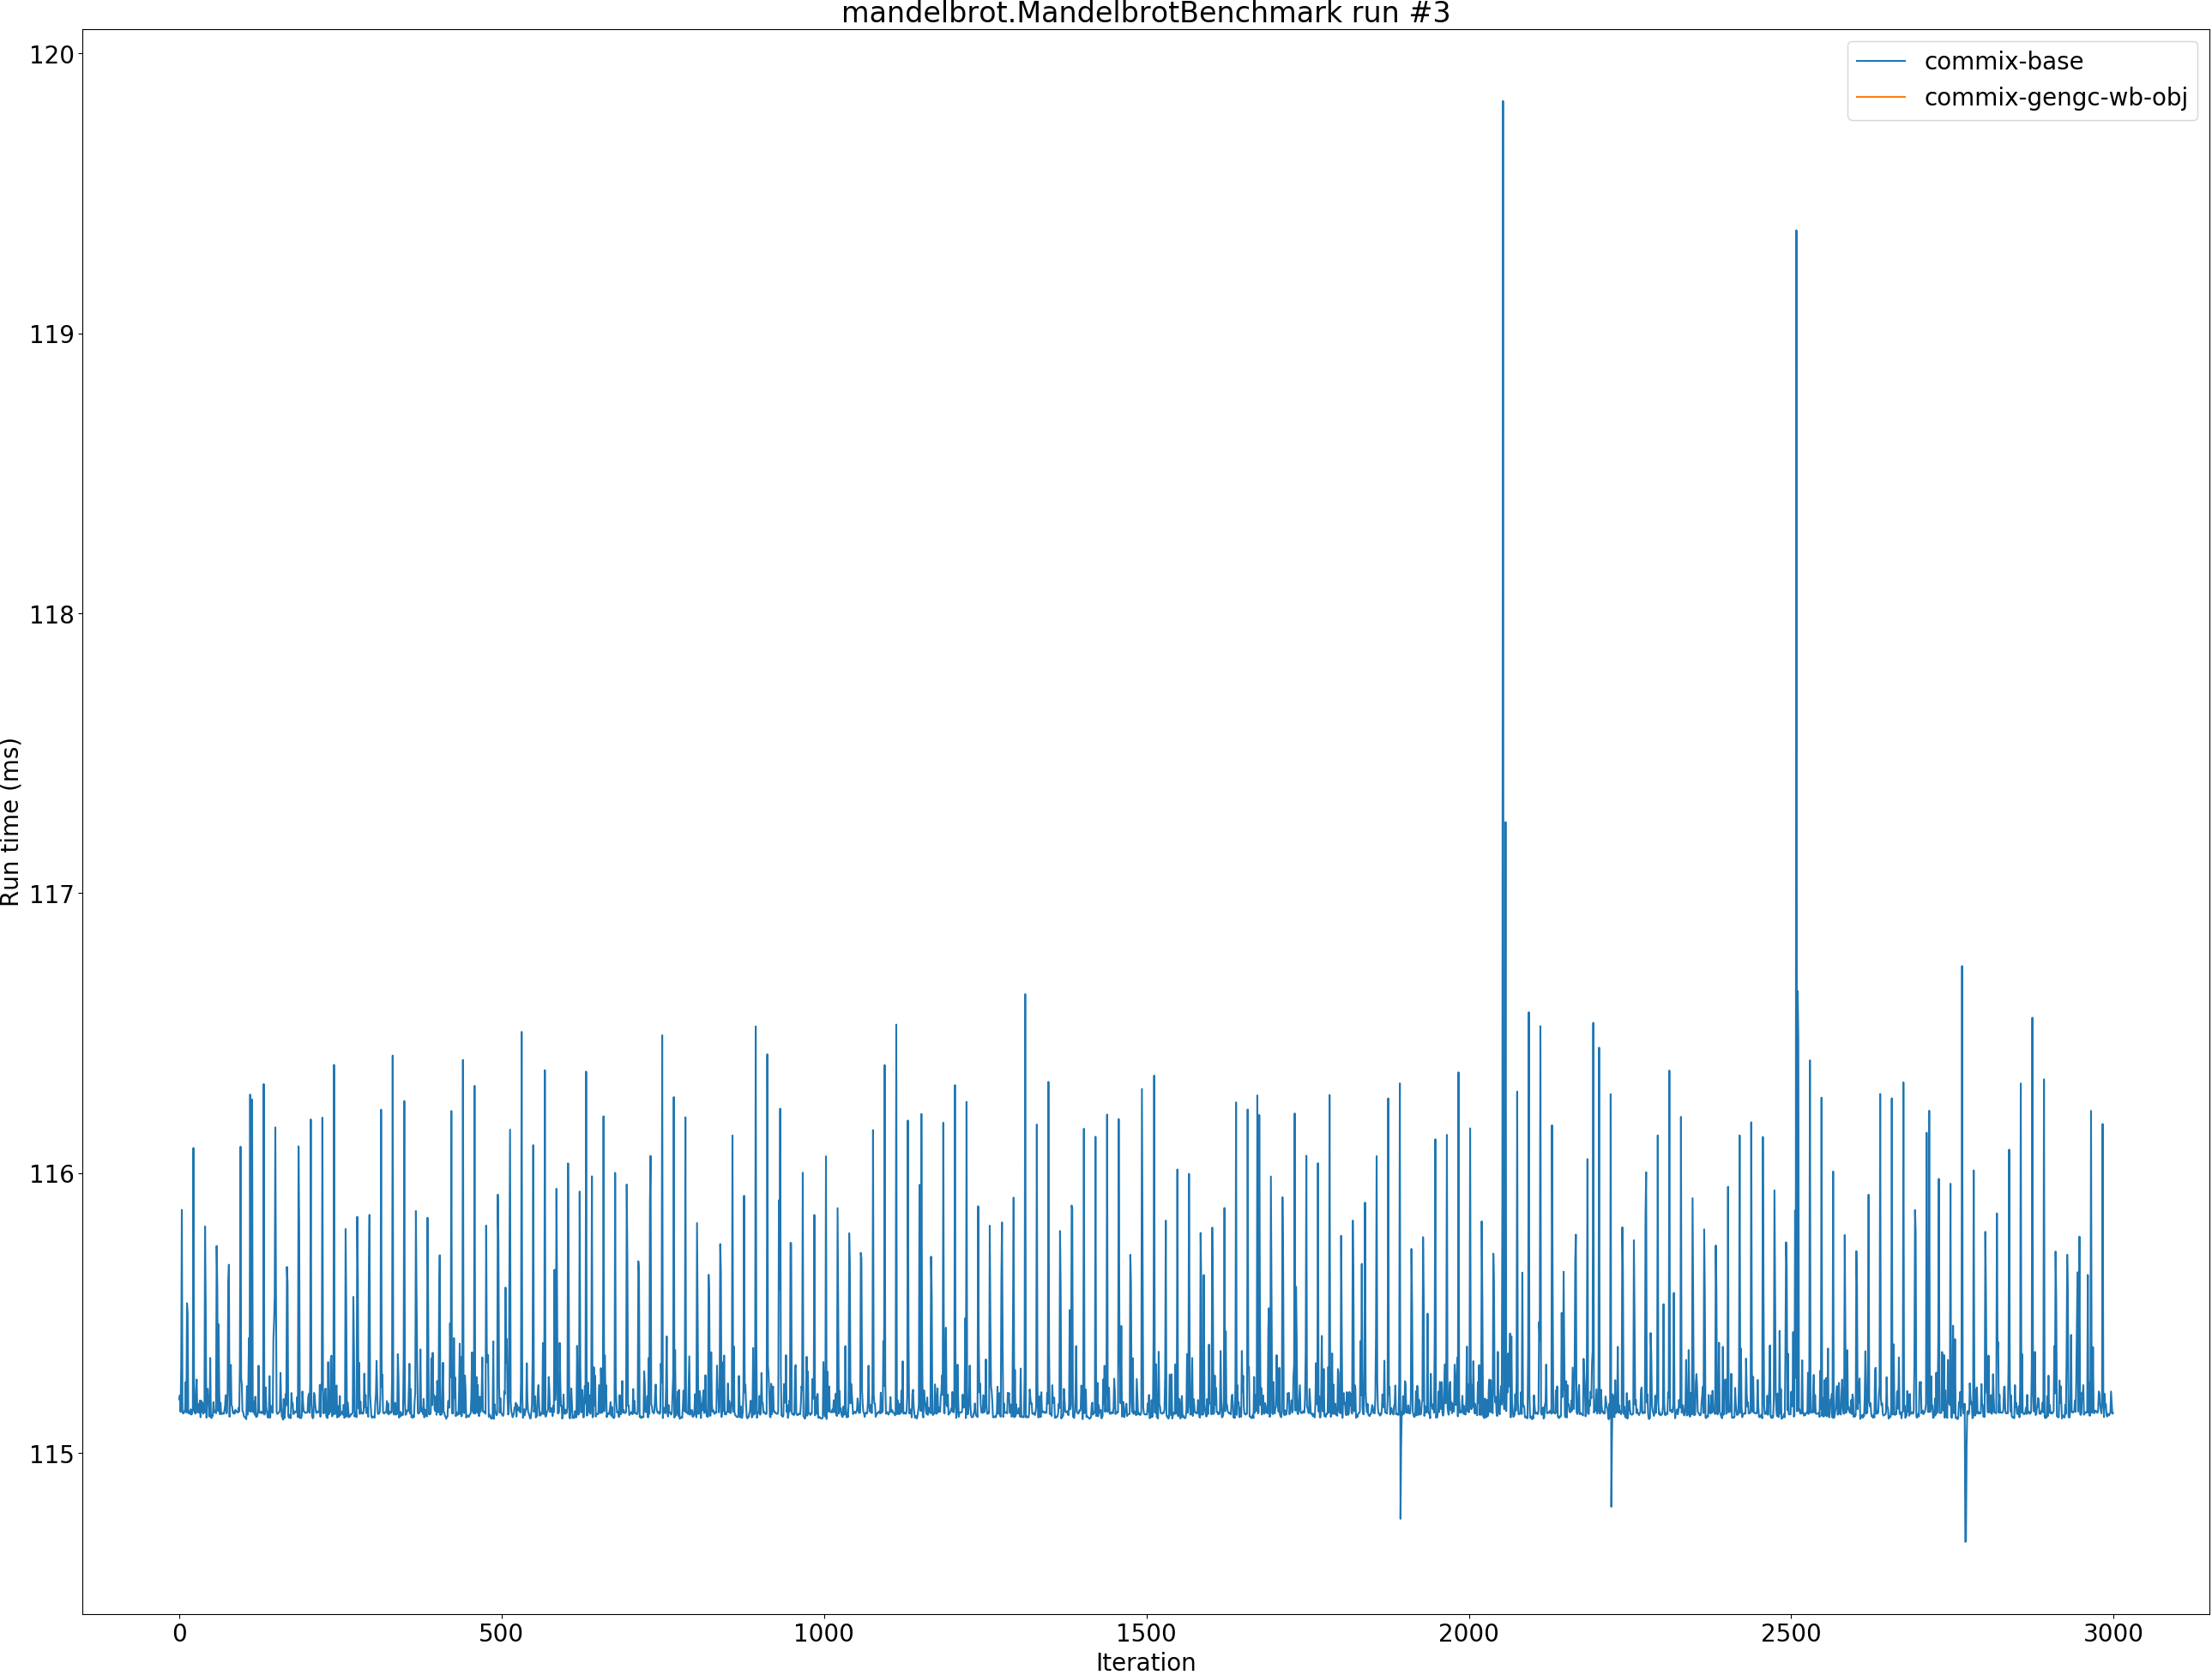 mandelbrot.MandelbrotBenchmark run #3
commix-base
commix-gengc-wb-obj
Run time (ms)
120
119
118
117
116
115
0 500 1000 1500 2000 2500 3000
Iteration